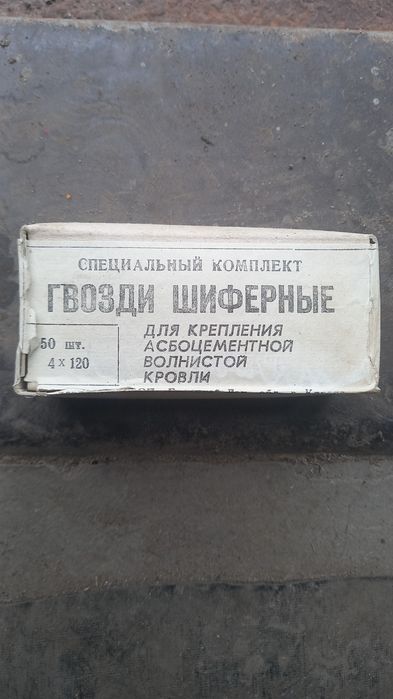 СПЕЦИАЛЬНЫЙ КОМПЛЕКТ
ГВОЗДИ ШИФЕРНЫЕ
50 шт.
4 x 120
ДЛЯ КРЕПЛЕНИЯ
АСБОЦЕМЕНТНОЙ
ВОЛНИСТОЙ
КРОВЛИ